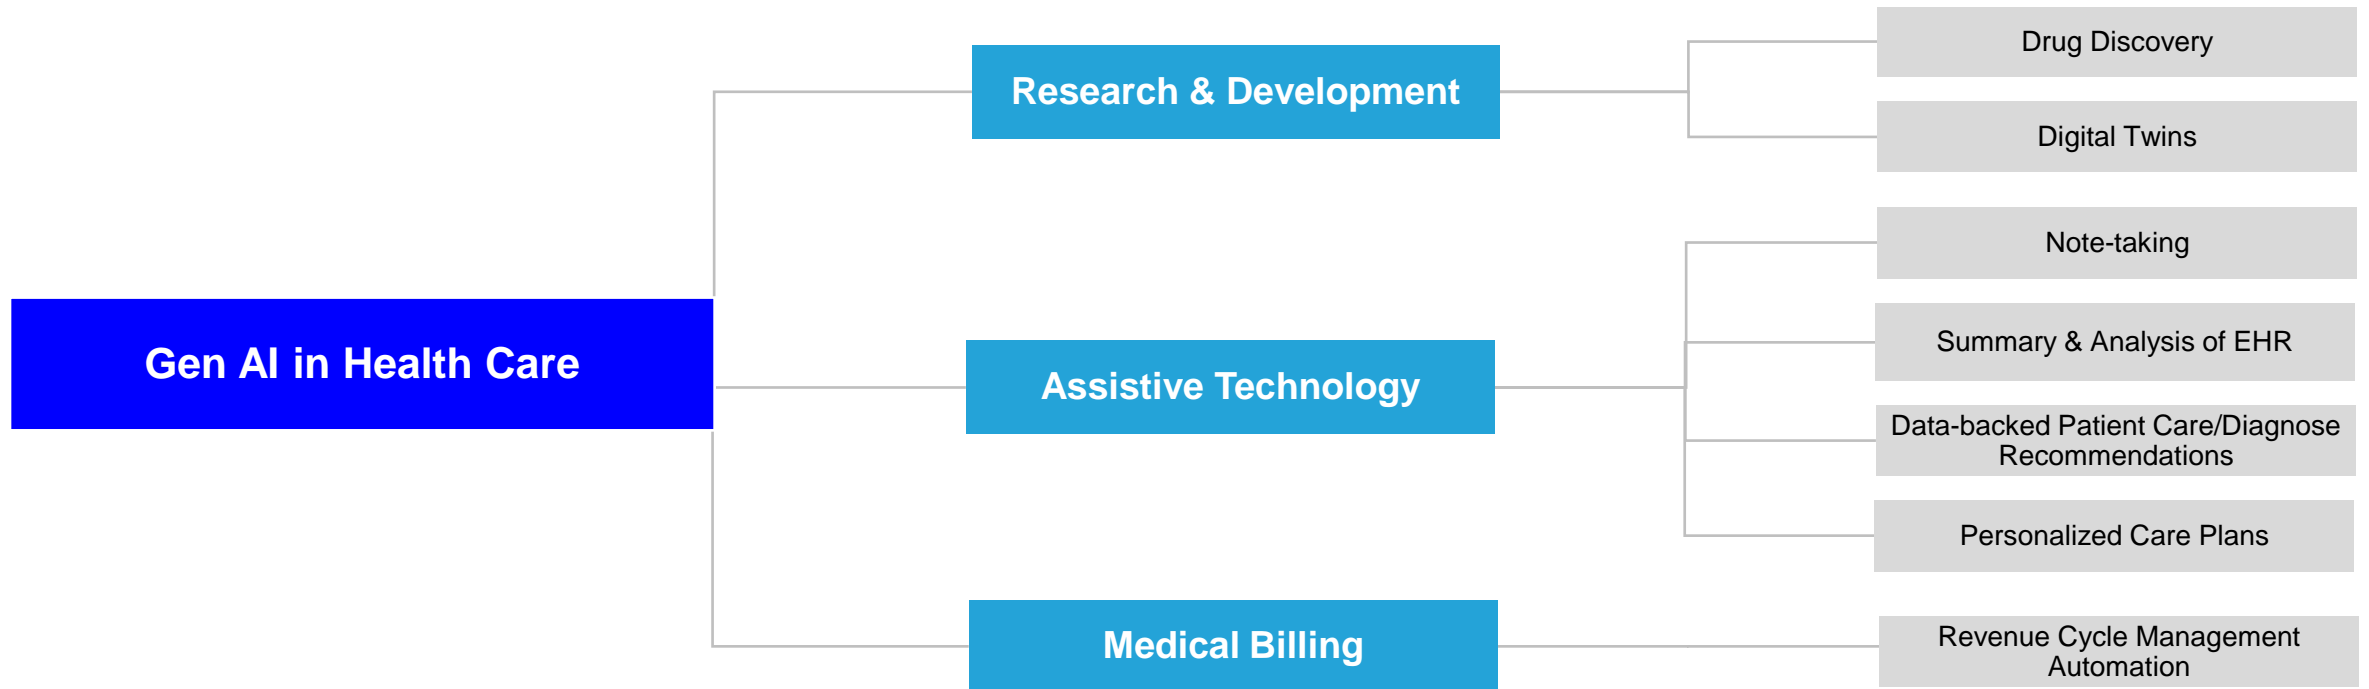 Drug Discovery
Research & Development
Digital Twins
Note-taking
Gen AI in Health Care
Summary & Analysis of EHR
Assistive Technology
Data-backed Patient Care/Diagnose
Recommendations
Personalized Care Plans
Medical Billing
Revenue Cycle Management
Automation